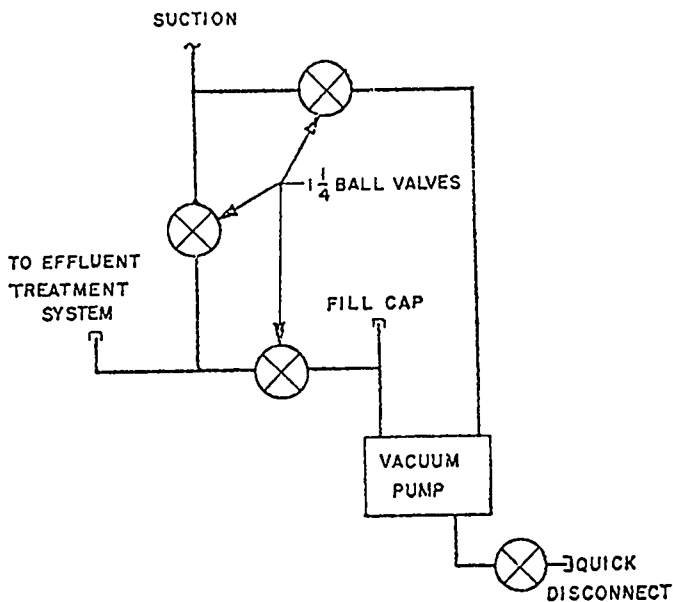 SUCTION
1 1/4 BALL VALVES
TO EFFLUENT
TREATMENT
SYSTEM
FILL CAP
VACUUM
PUMP
QUICK
DISCONNECT